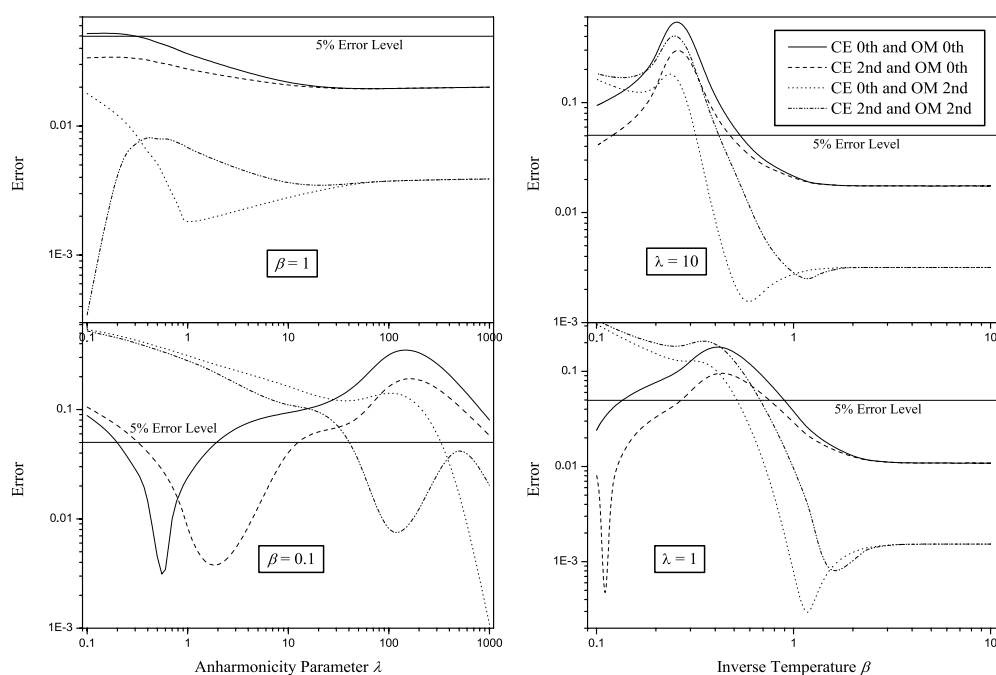 0.1
0.01
1E-3
Error
5% Error Level
β = 1
0.1
1
10
100
1000
0.1
0.01
1E-3
Error
5% Error Level
β = 0.1
0.1
1
10
100
1000
Anharmonicity Parameter λ
0.1
0.01
1E-3
Error
CE 0th and OM 0th
CE 2nd and OM 0th
CE 0th and OM 2nd
CE 2nd and OM 2nd
5% Error Level
λ = 10
0.1
1
10
0.1
0.01
1E-3
Error
5% Error Level
λ = 1
0.1
1
10
Inverse Temperature β